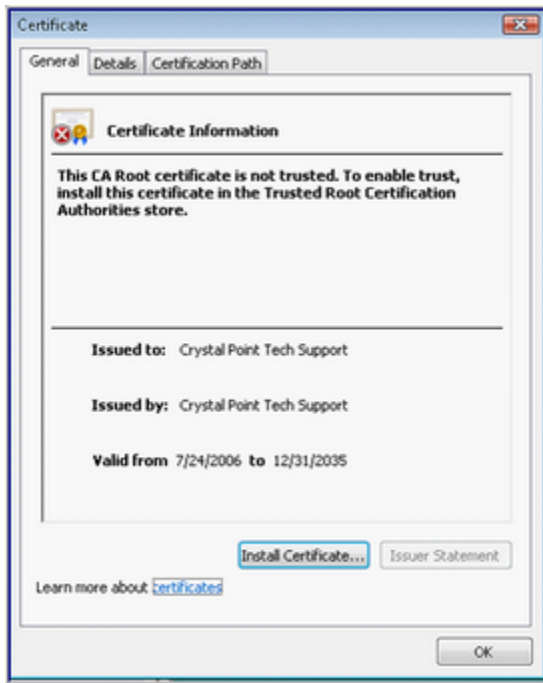 Certificate
General Details Certification Path
Certificate Information
This CA Root certificate is not trusted. To enable trust,
install this certificate in the Trusted Root Certification
Authorities store.
Issued to: Crystal Point Tech Support
Issued by: Crystal Point Tech Support
Valid from 7/24/2006 to 12/31/2035
Install Certificate... Issuer Statement
Learn more about certificates
OK